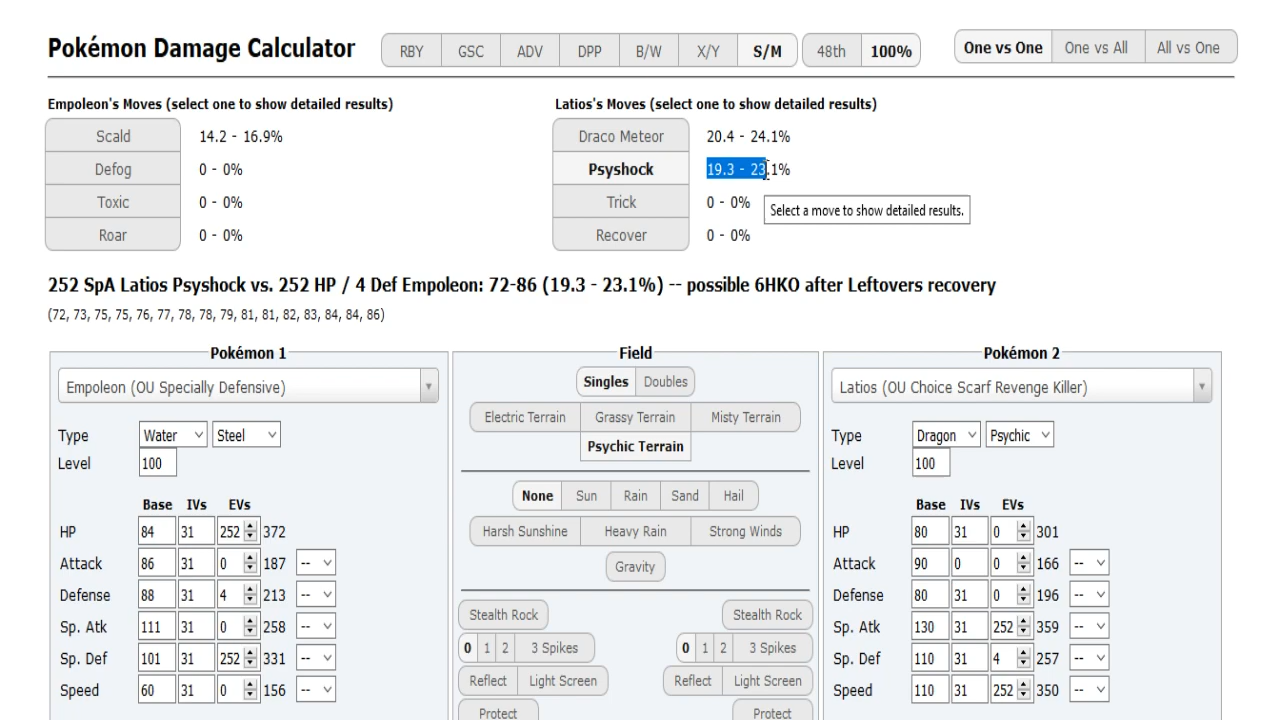 Pokémon Damage Calculator RBY GSC ADV DPP B/W X/Y S/M 48th 100% One vs One One vs All All vs One
Empoleon's Moves (select one to show detailed results) Latios's Moves (select one to show detailed results)
Scald 14.2 - 16.9% Draco Meteor 20.4 - 24.1%
Defog 0 - 0% Psyshock 19.3 - 23.1%
Toxic 0 - 0% Trick 0 - 0% Select a move to show detailed results.
Roar 0 - 0% Recover 0 - 0%
252 SpA Latios Psyshock vs. 252 HP / 4 Def Empoleon: 72-86 (19.3 - 23.1%) -- possible 6HKO after Leftovers recovery
(72, 73, 75, 75, 76, 77, 78, 78, 79, 81, 81, 82, 83, 84, 84, 86)
Pokémon 1
Empoleon (OU Specially Defensive)
Type Water Steel
Level 100
Base IVs EVs
HP 84 31 252 372
Attack 86 31 0 187 --
Defense 88 31 4 213 --
Sp. Atk 111 31 0 258 --
Sp. Def 101 31 252 331 --
Speed 60 31 0 156 --
Field
Singles Doubles
Electric Terrain Grassy Terrain Misty Terrain
Psychic Terrain
None Sun Rain Sand Hail
Harsh Sunshine Heavy Rain Strong Winds
Gravity
Stealth Rock Stealth Rock
0 1 2 3 Spikes 0 1 2 3 Spikes
Reflect Light Screen Reflect Light Screen
Protect Protect
Pokémon 2
Latios (OU Choice Scarf Revenge Killer)
Type Dragon Psychic
Level 100
Base IVs EVs
HP 80 31 0 301
Attack 90 0 0 166 --
Defense 80 31 0 196 --
Sp. Atk 130 31 252 359 --
Sp. Def 110 31 4 257 --
Speed 110 31 252 350 --